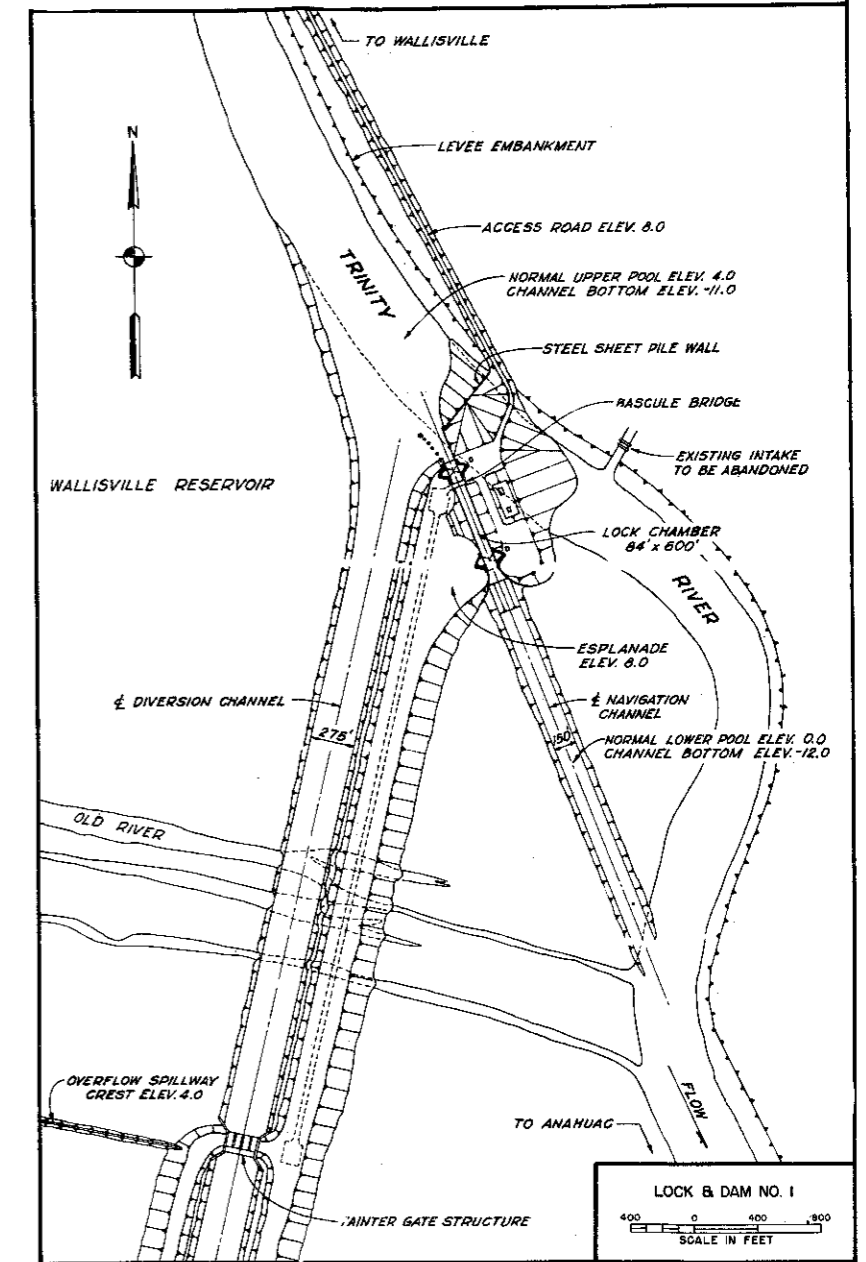 TO WALLISVILLE
N
LEVEE EMBANKMENT
ACCESS ROAD ELEV. 8.0
TRINITY
NORMAL UPPER POOL ELEV. 4.0
CHANNEL BOTTOM ELEV. -11.0
STEEL SHEET PILE WALL
BASCULE BRIDGE
EXISTING INTAKE
TO BE ABANDONED
WALLISVILLE RESERVOIR
LOCK CHAMBER
84' x 600'
RIVER
ESPLANADE
ELEV. 8.0
℄ DIVERSION CHANNEL
℄ NAVIGATION
CHANNEL
275'
150'
NORMAL LOWER POOL ELEV. 0.0
CHANNEL BOTTOM ELEV. -12.0
OLD RIVER
OVERFLOW SPILLWAY
CREST ELEV. 4.0
FLOW
TO ANAHUAC
TAINTER GATE STRUCTURE
LOCK & DAM NO. 1
400 0 400 800
SCALE IN FEET